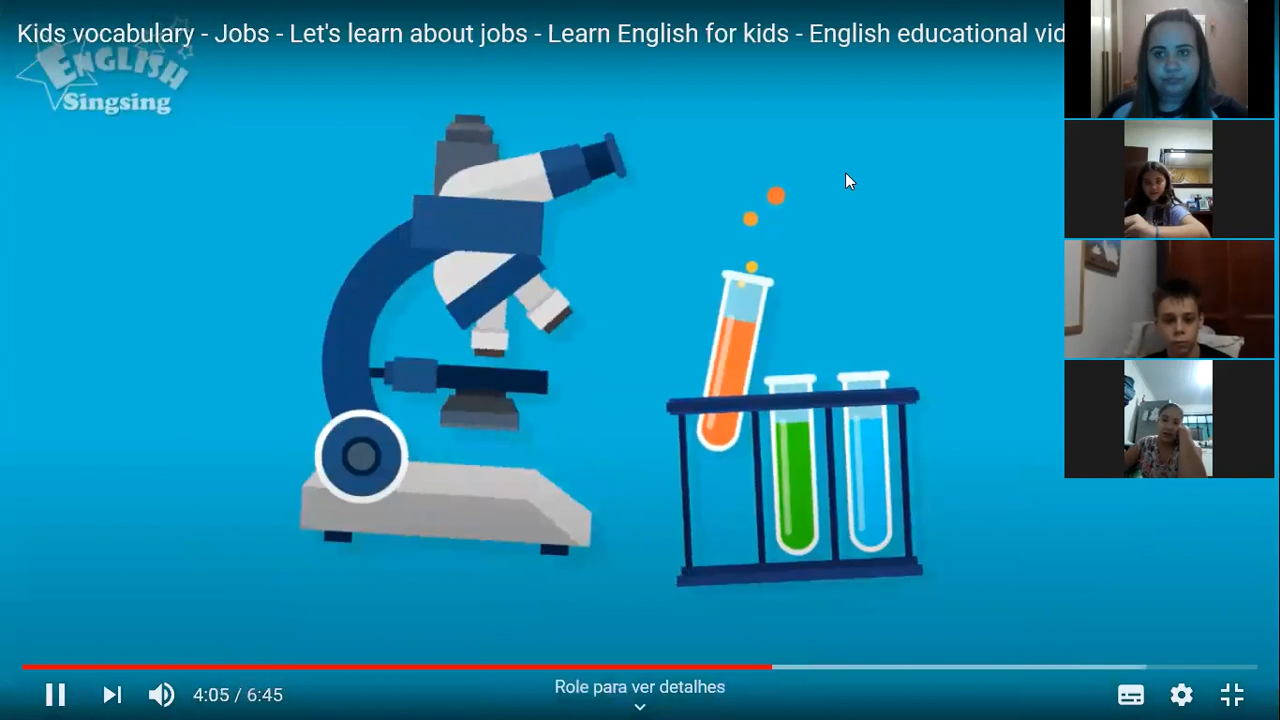 Kids vocabulary - Jobs - Let's learn about jobs - Learn English for kids - English educational vid
ENGLISH
Singsing
4:05 / 6:45
Role para ver detalhes